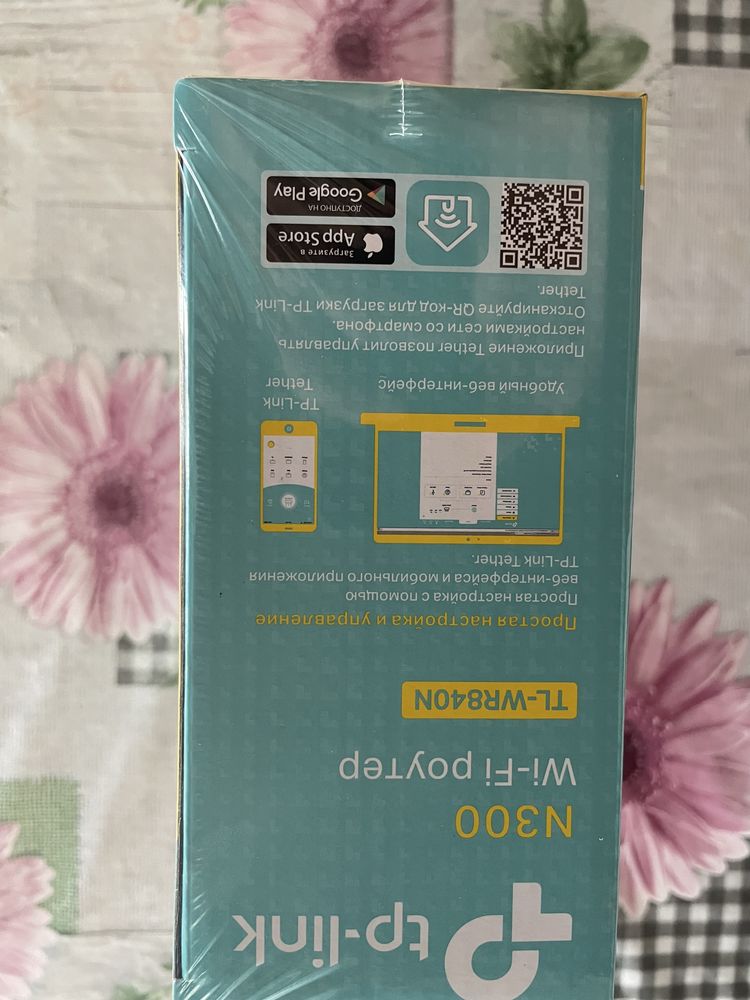 tp-link
N300
Wi-Fi роутер
TL-WR840N
Простая настройка и управление
Простая настройка с помощью
веб-интерфейса и мобильного приложения
TP-Link Tether.
Удобный веб-интерфейс
TP-Link
Tether
Приложение Tether позволит управлять
настройками сети со смартфона.
Отсканируйте QR-код для загрузки TP-Link
Tether.
Загрузите в
App Store
ДОСТУПНО НА
Google Play